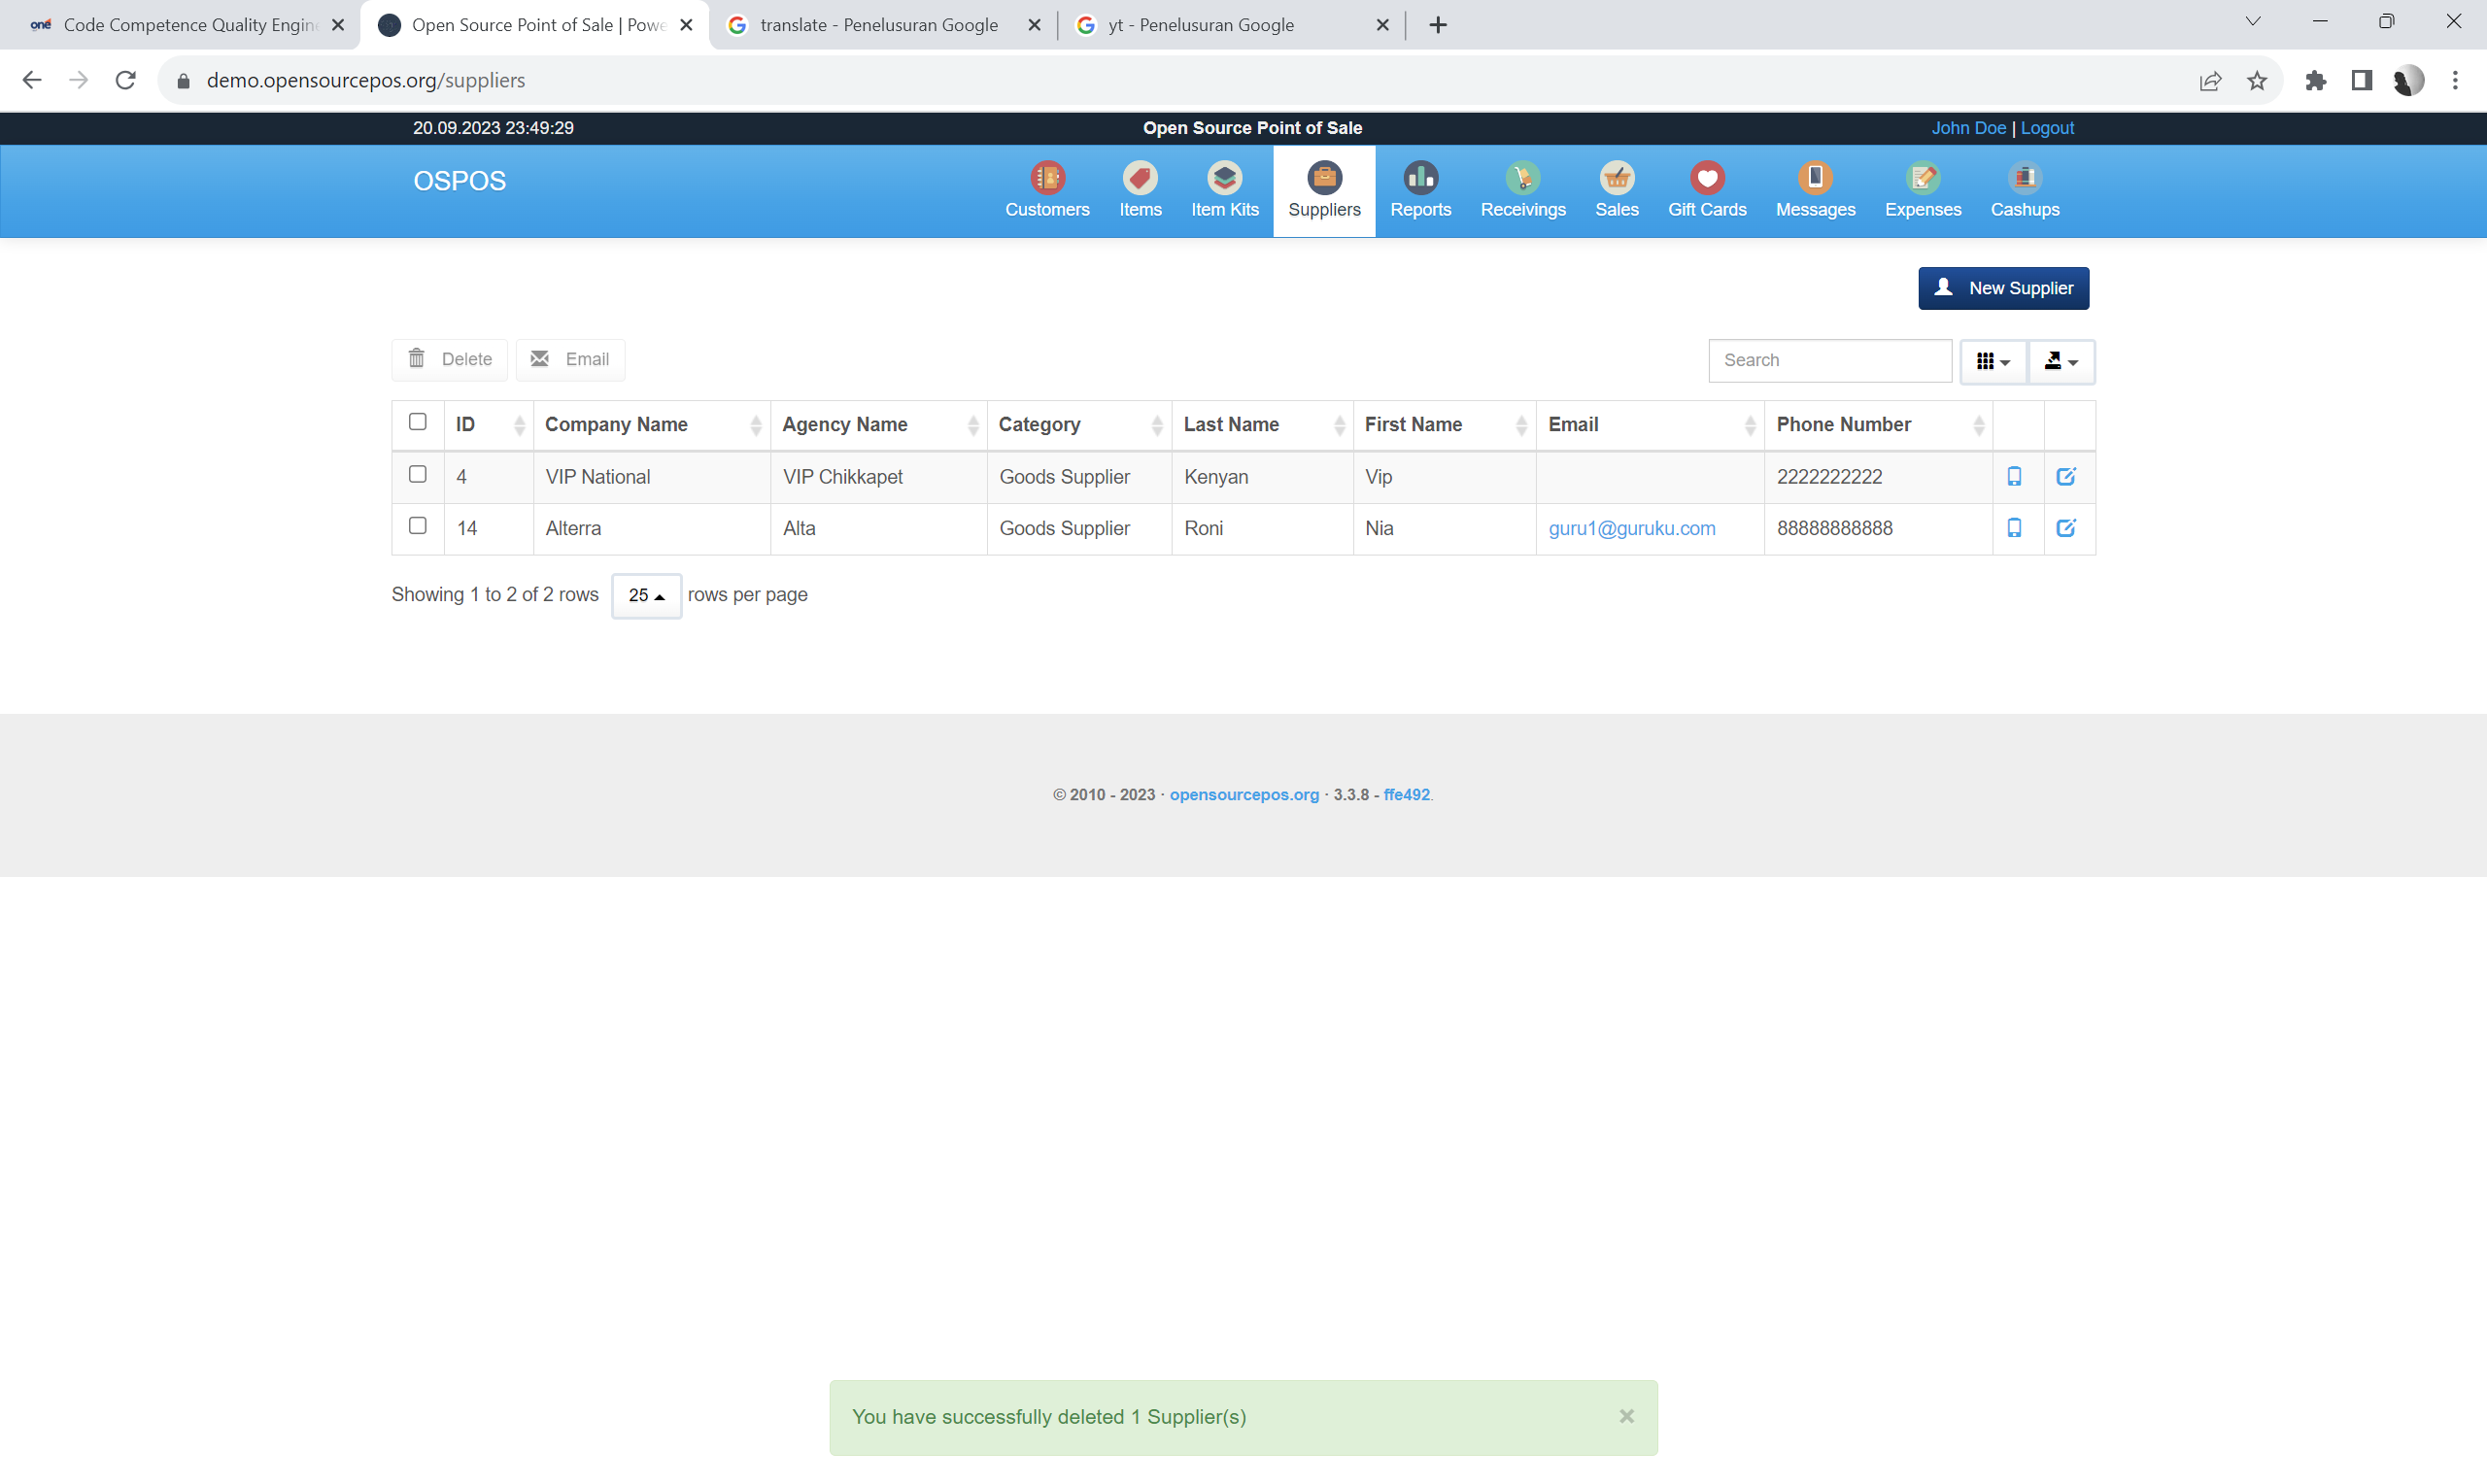 one Code Competence Quality Engin
Open Source Point of Sale | Powe
translate - Penelusuran Google
yt - Penelusuran Google
demo.opensourcepos.org/suppliers
20.09.2023 23:49:29 Open Source Point of Sale John Doe | Logout
OSPOS
Customers Items Item Kits Suppliers Reports Receivings Sales Gift Cards Messages Expenses Cashups
New Supplier
Delete Email Search
ID Company Name Agency Name Category Last Name First Name Email Phone Number
4 VIP National VIP Chikkapet Goods Supplier Kenyan Vip 2222222222
14 Alterra Alta Goods Supplier Roni Nia guru1@guruku.com 88888888888
Showing 1 to 2 of 2 rows 25 rows per page
© 2010 - 2023 · opensourcepos.org · 3.3.8 - ffe492.
You have successfully deleted 1 Supplier(s) ×